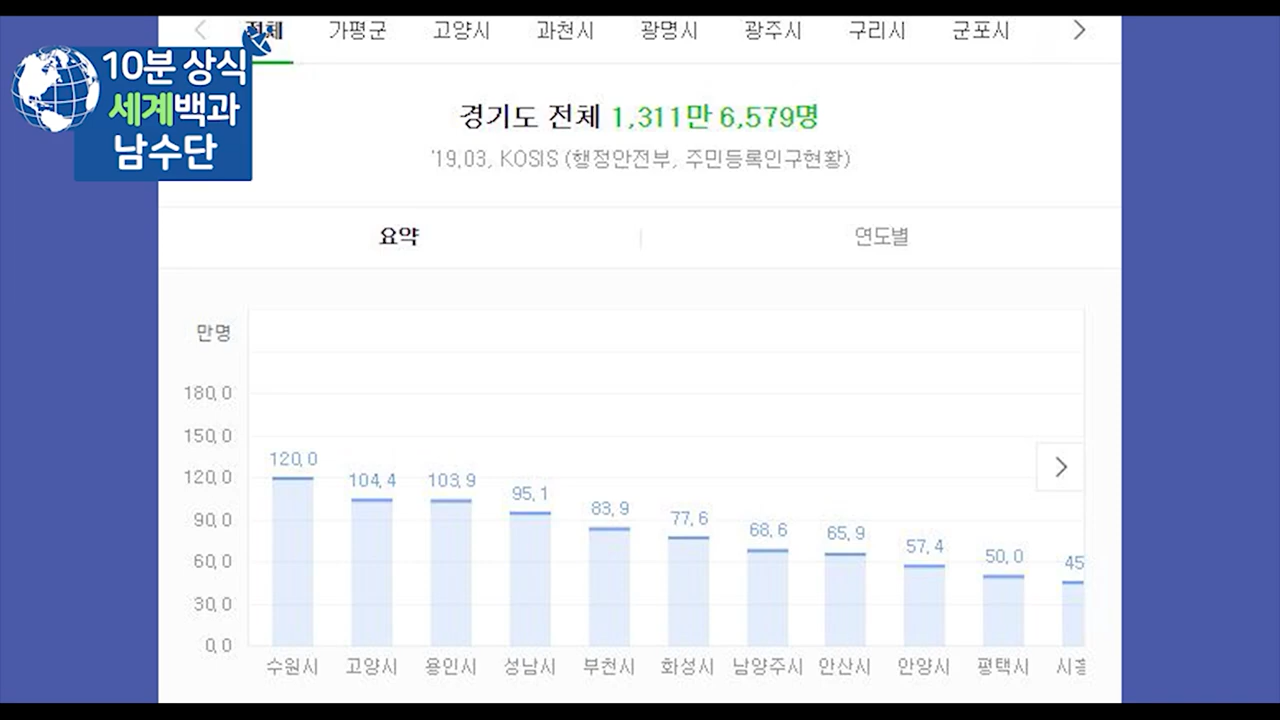 전체 가평군 고양시 과천시 광명시 광주시 구리시 군포시
10분 상식
세계백과
남수단
경기도 전체 1,311만 6,579명
'19.03, KOSIS (행정안전부, 주민등록인구현황)
요약 연도별
만명
180.0
150.0
120.0
90.0
60.0
30.0
0.0
120.0 104.4 103.9 95.1 83.9 77.6 68.6 65.9 57.4 50.0 45
수원시 고양시 용인시 성남시 부천시 화성시 남양주시 안산시 안양시 평택시 시흥